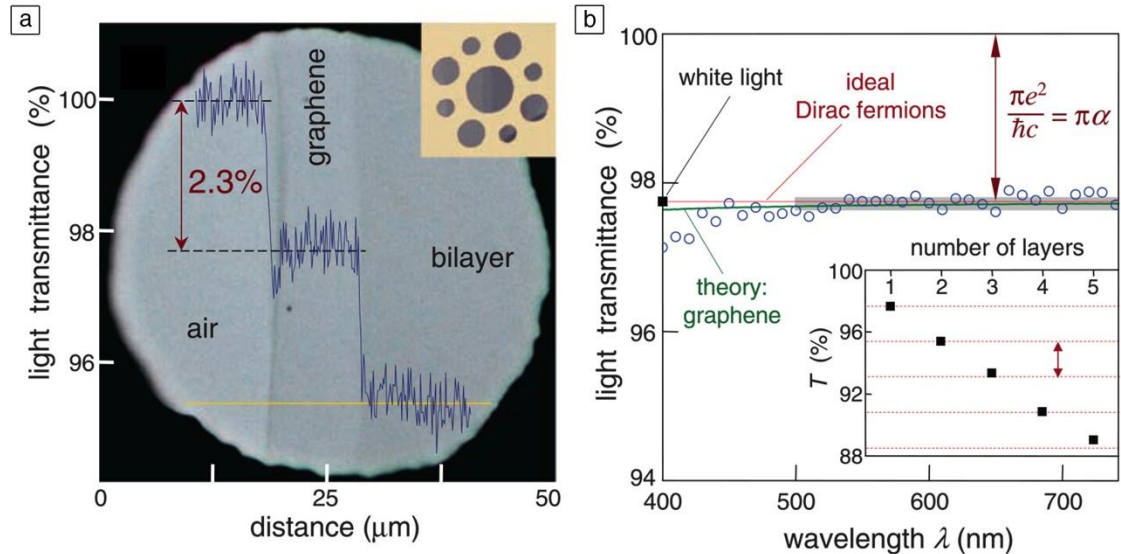 a
light transmittance (%)
100
98
96
2.3%
graphene
air
bilayer
0
25
50
distance (μm)
b
light transmittance (%)
100
98
96
94
white light
ideal
Dirac fermions
πe²/ħc = πα
theory:
graphene
number of layers
1 2 3 4 5
T (%)
100
96
92
88
400 500 600 700
wavelength λ (nm)